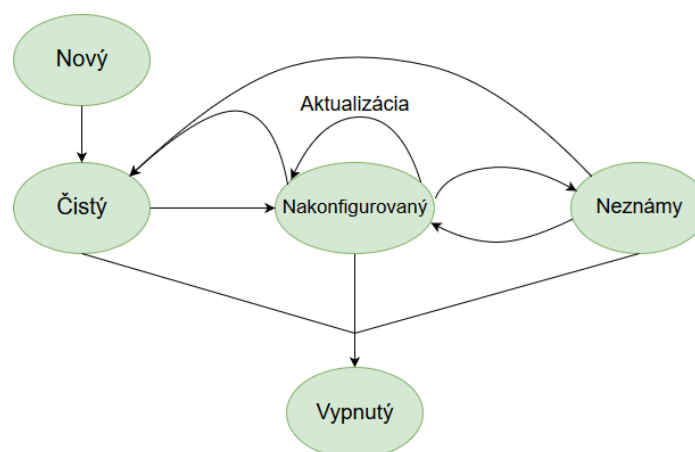 Nový
Aktualizácia
Čistý
Nakonfigurovaný
Neznámy
Vypnutý